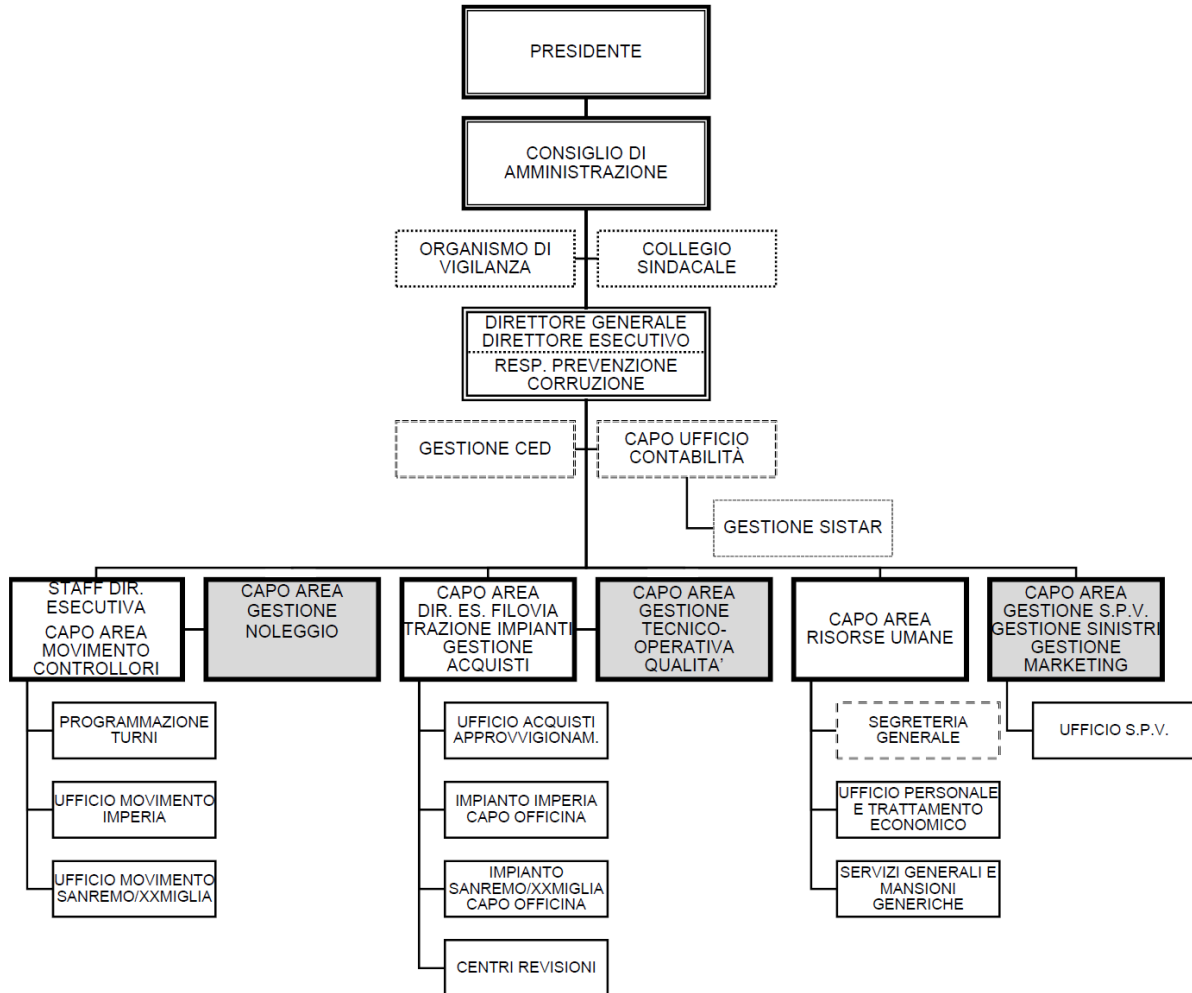 PRESIDENTE
CONSIGLIO DI
AMMINISTRAZIONE
ORGANISMO DI
VIGILANZA
COLLEGIO
SINDACALE
DIRETTORE GENERALE
DIRETTORE ESECUTIVO
RESP. PREVENZIONE
CORRUZIONE
GESTIONE CED
CAPO UFFICIO
CONTABILITÀ
GESTIONE SISTAR
STAFF DIR.
ESECUTIVA
CAPO AREA
MOVIMENTO
CONTROLLORI
CAPO AREA
GESTIONE
NOLEGGIO
CAPO AREA
DIR. ES. FILOVIA
TRAZIONE IMPIANTI
GESTIONE
ACQUISTI
CAPO AREA
GESTIONE
TECNICO-
OPERATIVA
QUALITA’
CAPO AREA
RISORSE UMANE
CAPO AREA
GESTIONE S.P.V.
GESTIONE SINISTRI
GESTIONE
MARKETING
PROGRAMMAZIONE
TURNI
UFFICIO MOVIMENTO
IMPERIA
UFFICIO MOVIMENTO
SANREMO/XXMIGLIA
UFFICIO ACQUISTI
APPROVVIGIONAM.
IMPIANTO IMPERIA
CAPO OFFICINA
IMPIANTO
SANREMO/XXMIGLIA
CAPO OFFICINA
CENTRI REVISIONI
SEGRETERIA
GENERALE
UFFICIO PERSONALE
E TRATTAMENTO
ECONOMICO
SERVIZI GENERALI E
MANSIONI
GENERICHE
UFFICIO S.P.V.